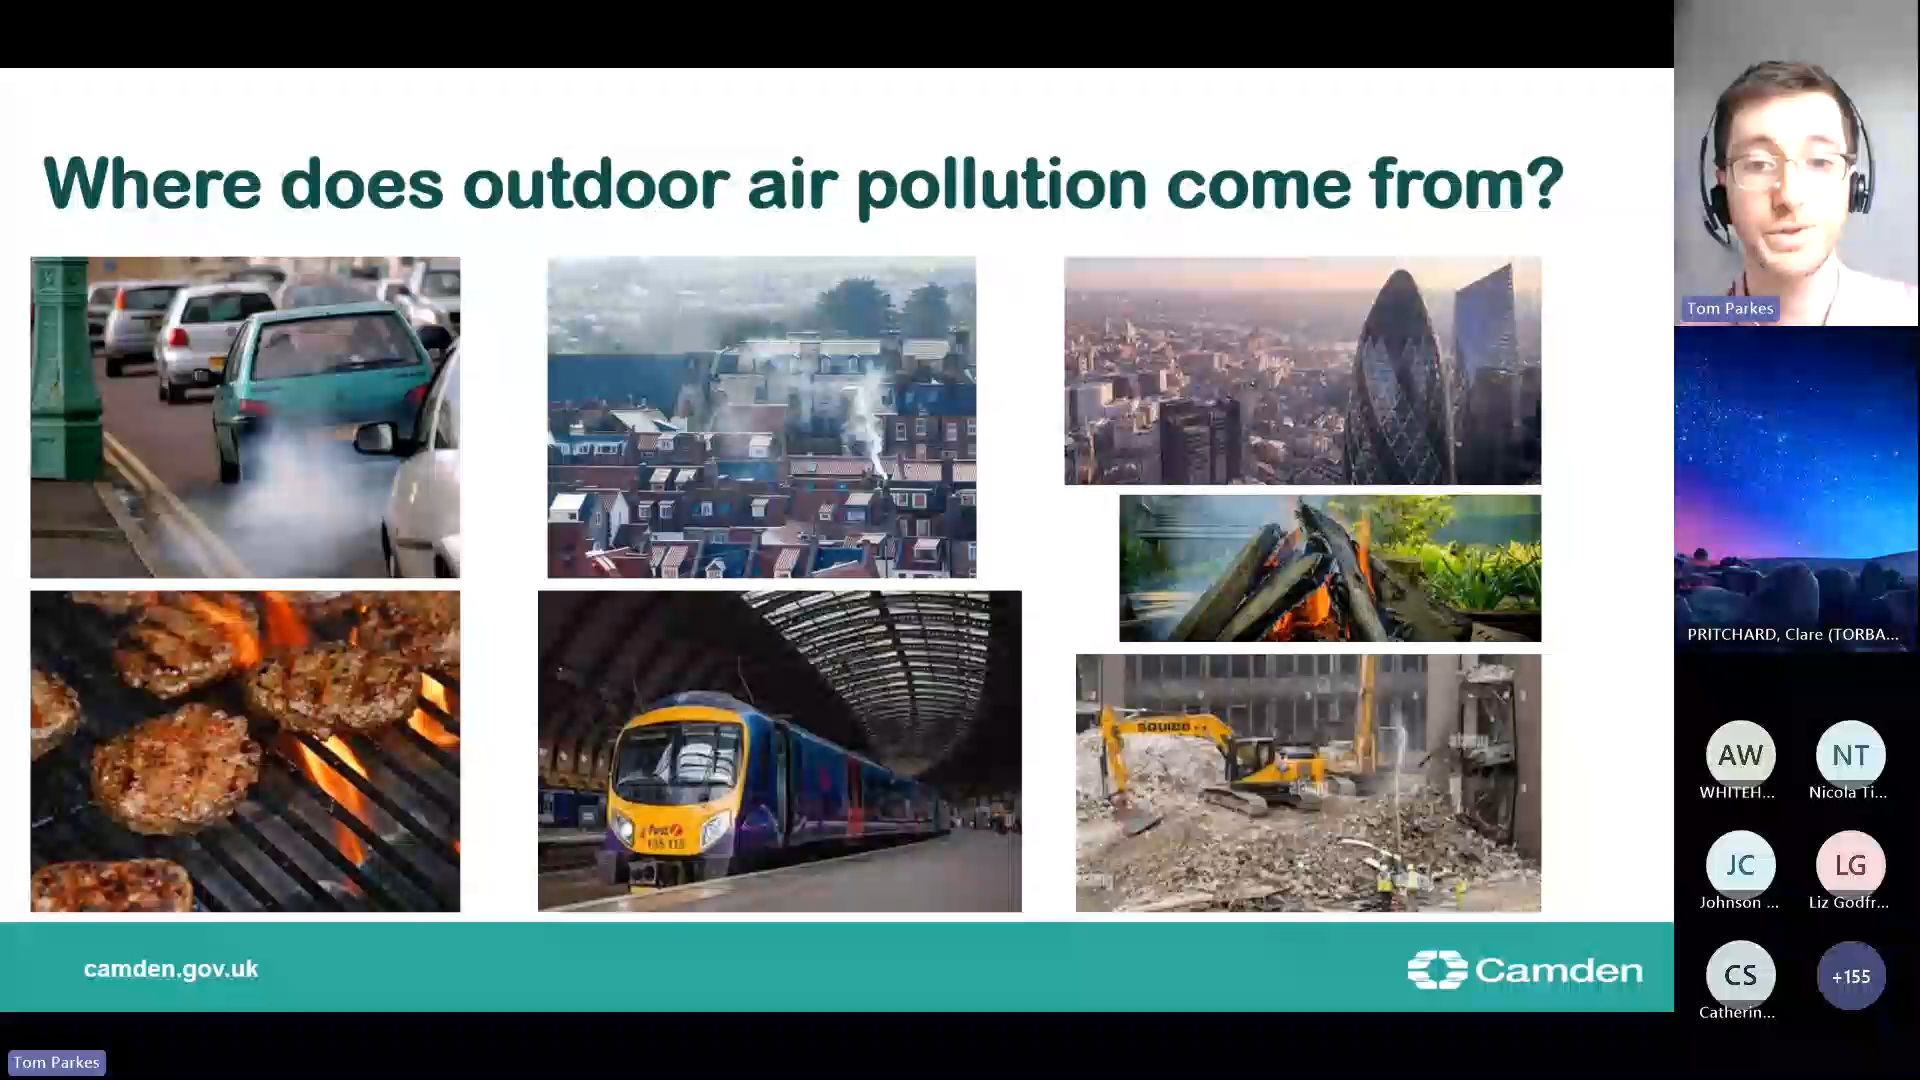 Where does outdoor air pollution come from?
First
camden.gov.uk
Camden
Tom Parkes
PRITCHARD, Clare (TORBA...
AW
WHITEH...
NT
Nicola Ti...
JC
Johnson ...
LG
Liz Godfr...
CS
Catherin...
+155
Tom Parkes